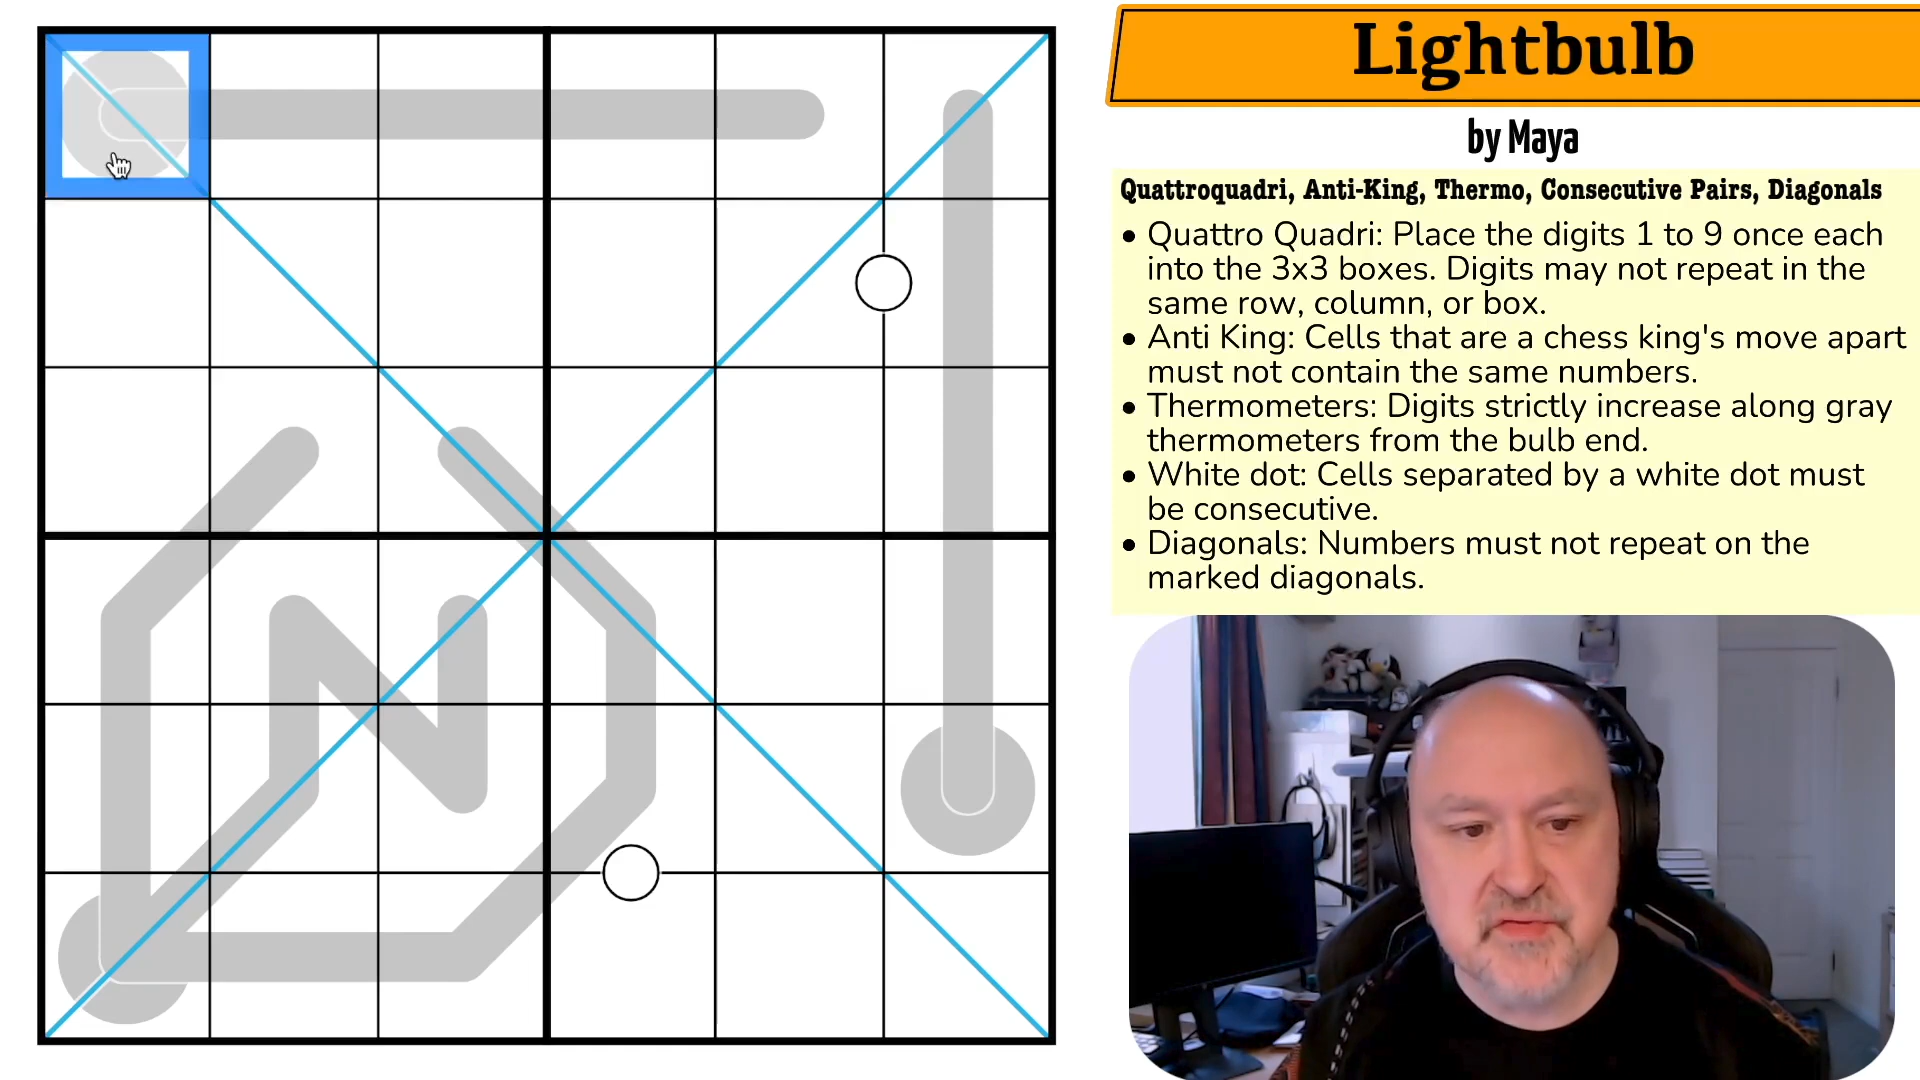 Lightbulb
by Maya
Quattroquadri, Anti-King, Thermo, Consecutive Pairs, Diagonals
• Quattro Quadri: Place the digits 1 to 9 once each
into the 3x3 boxes. Digits may not repeat in the
same row, column, or box.
• Anti King: Cells that are a chess king's move apart
must not contain the same numbers.
• Thermometers: Digits strictly increase along gray
thermometers from the bulb end.
• White dot: Cells separated by a white dot must
be consecutive.
• Diagonals: Numbers must not repeat on the
marked diagonals.